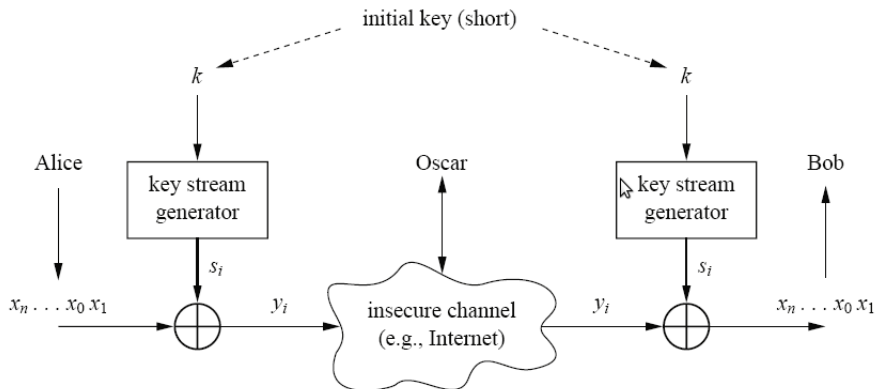 initial key (short)
k
k
Alice
Oscar
Bob
key stream
generator
key stream
generator
s_i
s_i
x_n . . . x_0 x_1
y_i
insecure channel
(e.g., Internet)
y_i
x_n . . . x_0 x_1